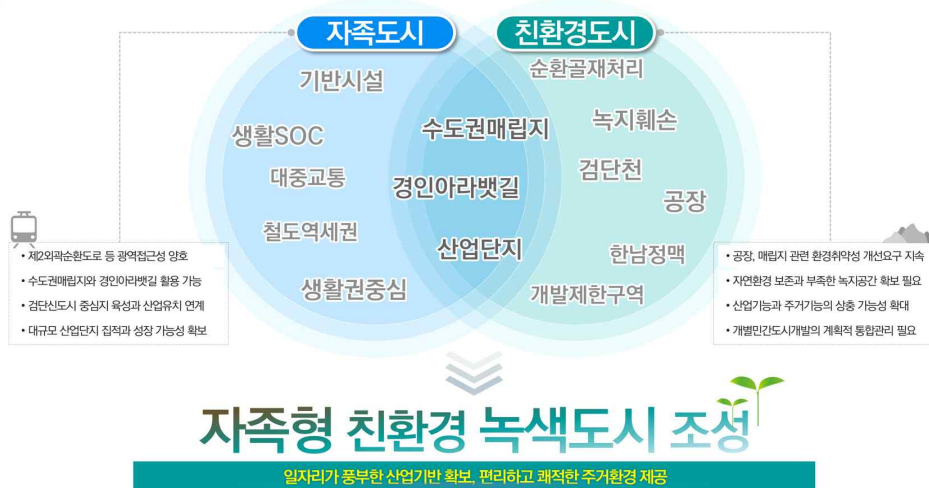 자족도시
친환경도시
기반시설
생활SOC
대중교통
철도역세권
생활권중심
수도권매립지
경인아라뱃길
산업단지
순환골재처리
녹지훼손
검단천
공장
한남정맥
개발제한구역
• 제2외곽순환도로 등 광역접근성 양호
• 수도권매립지와 경인아라뱃길 활용 가능
• 검단신도시 중심지 육성과 산업유치 연계
• 대규모 산업단지 집적과 성장 가능성 확보
• 공장, 매립지 관련 환경취약성 개선요구 지속
• 자연환경 보존과 부족한 녹지공간 확보 필요
• 산업기능과 주거기능의 상충 가능성 확대
• 개별민간도시개발의 계획적 통합관리 필요
자족형 친환경 녹색도시 조성
일자리가 풍부한 산업기반 확보, 편리하고 쾌적한 주거환경 제공